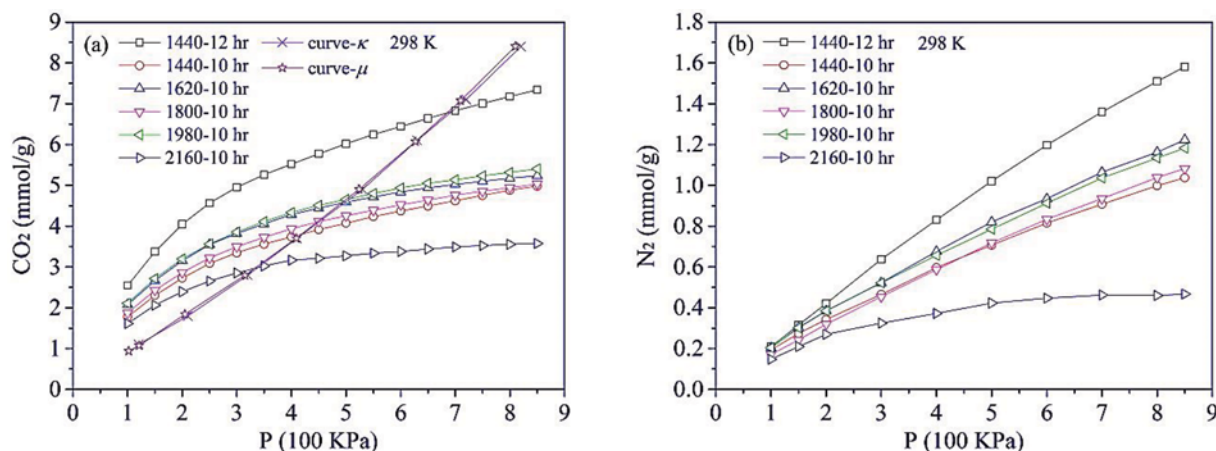 (a)
1440-12 hr
1440-10 hr
1620-10 hr
1800-10 hr
1980-10 hr
2160-10 hr
curve-κ
curve-μ
298 K
CO₂ (mmol/g)
9
8
7
6
5
4
3
2
1
0
0 1 2 3 4 5 6 7 8 9
P (100 KPa)
(b)
1440-12 hr
1440-10 hr
1620-10 hr
1800-10 hr
1980-10 hr
2160-10 hr
298 K
N₂ (mmol/g)
1.8
1.6
1.4
1.2
1.0
0.8
0.6
0.4
0.2
0.0
0 1 2 3 4 5 6 7 8 9
P (100 KPa)